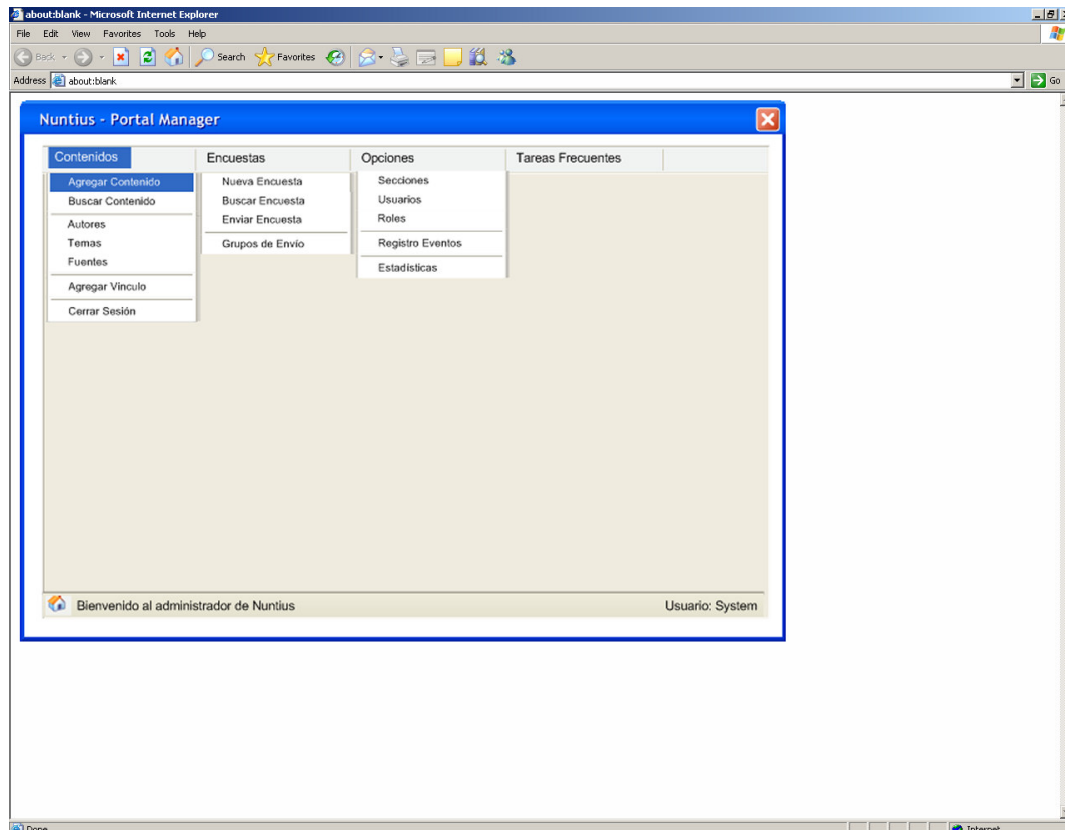 about:blank - Microsoft Internet Explorer
File Edit View Favorites Tools Help
Back Search Favorites
Address about:blank Go
Nuntius - Portal Manager
Contenidos Encuestas Opciones Tareas Frecuentes
Agregar Contenido
Buscar Contenido
Autores
Temas
Fuentes
Agregar Vinculo
Cerrar Sesión
Nueva Encuesta
Buscar Encuesta
Enviar Encuesta
Grupos de Envío
Secciones
Usuarios
Roles
Registro Eventos
Estadísticas
Bienvenido al administrador de Nuntius Usuario: System
Done Internet